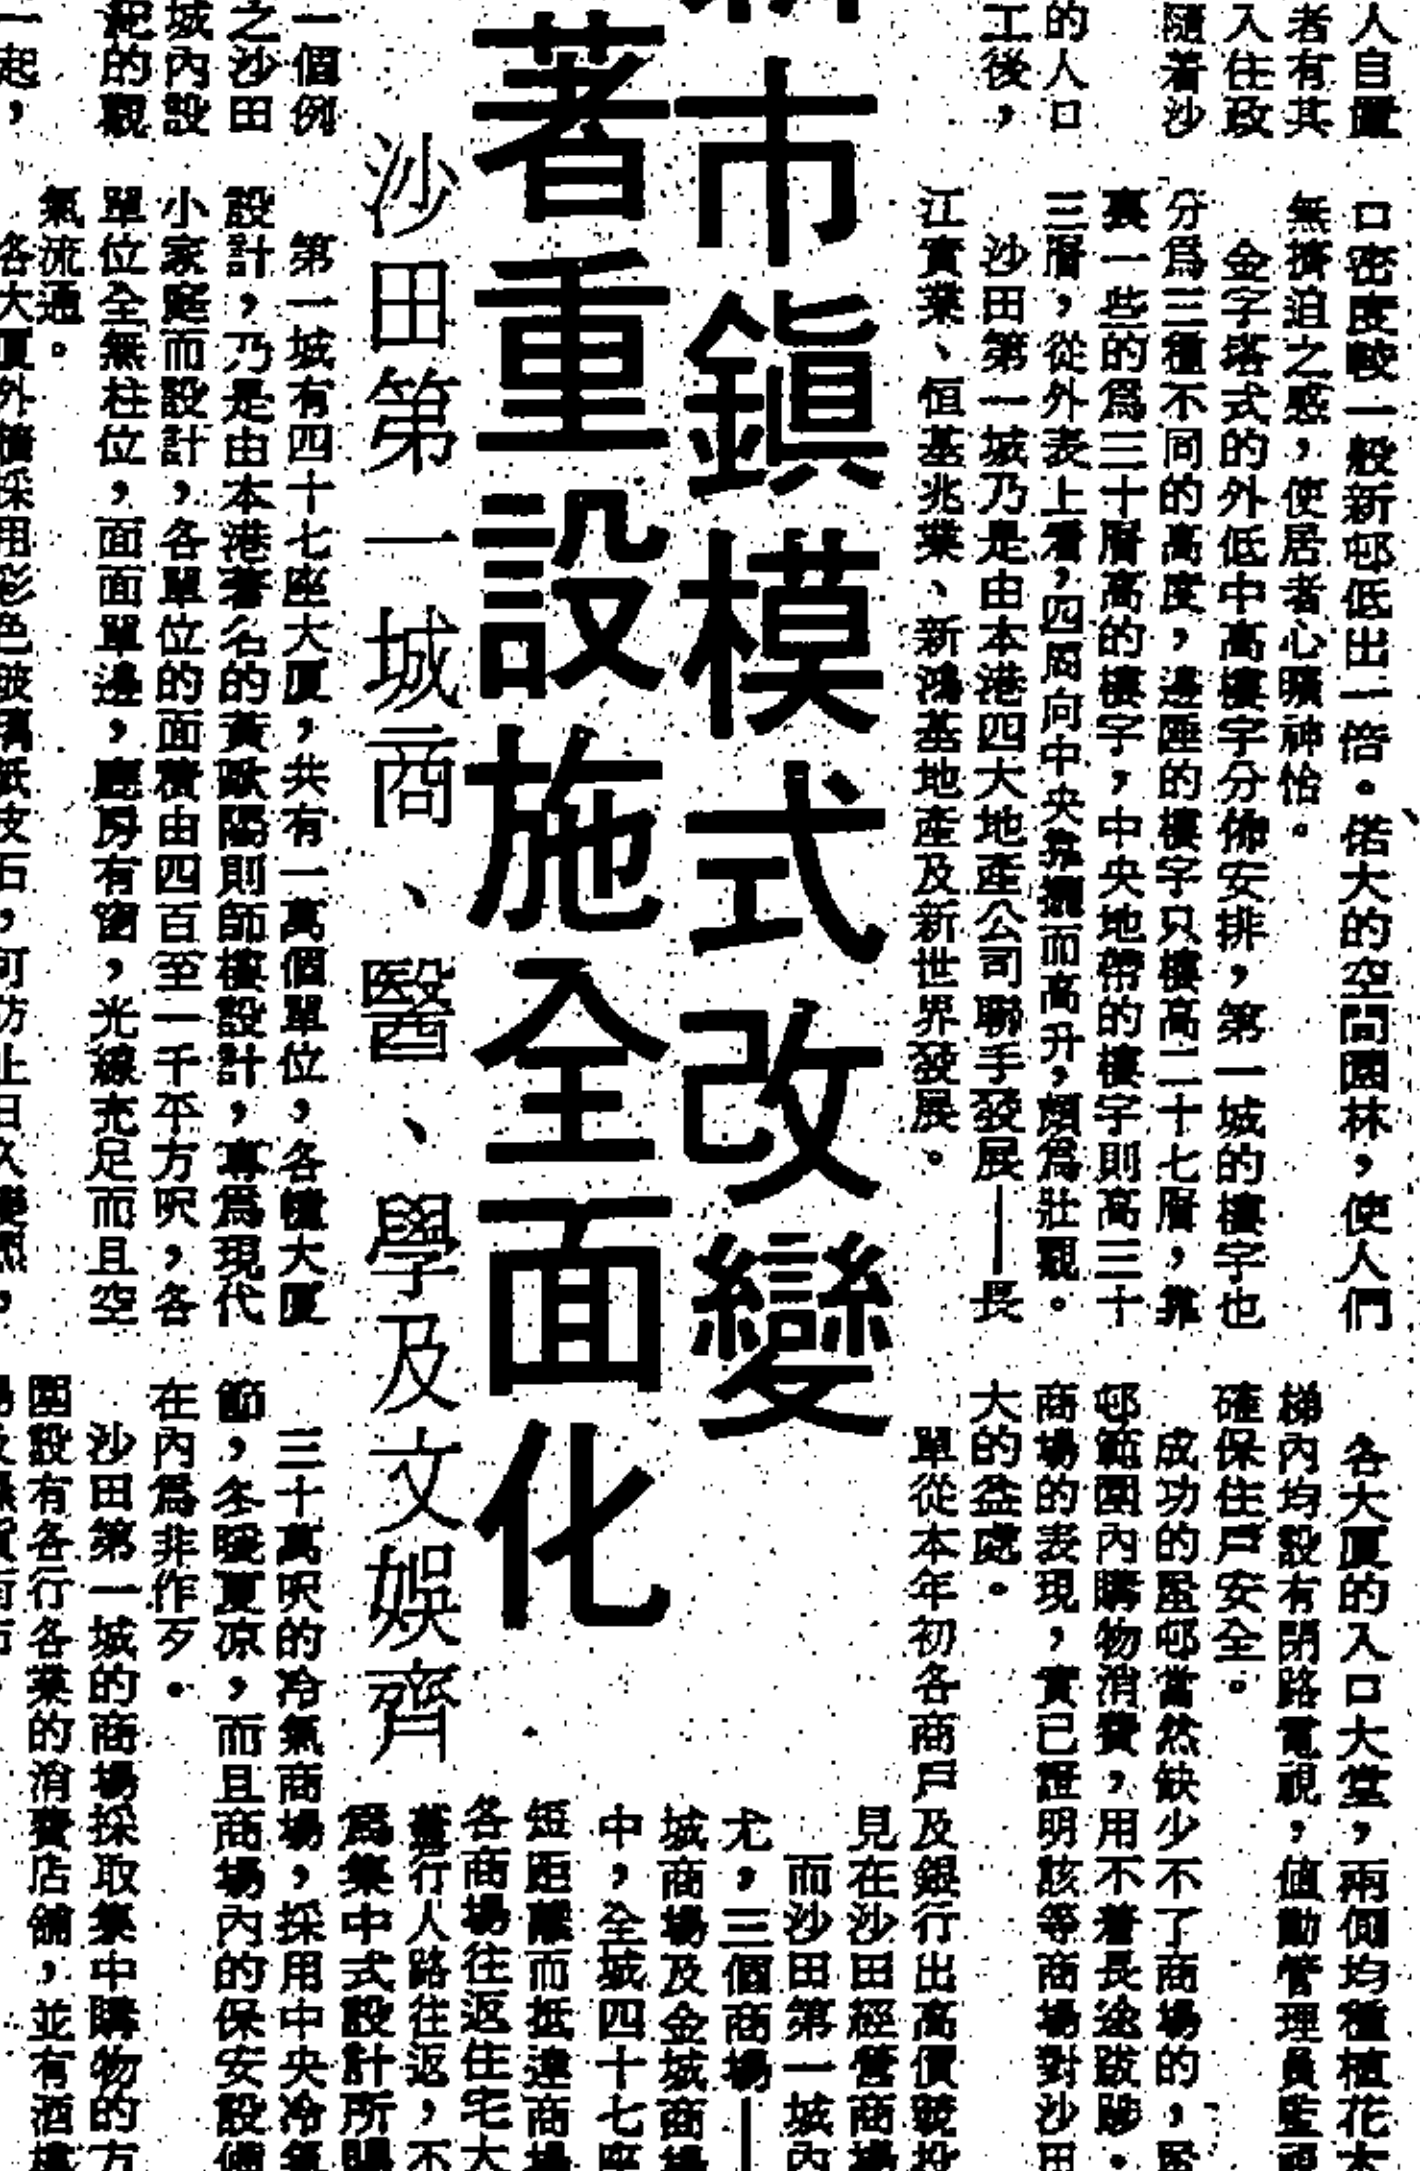 新市鎮模式改變
著重設施全面化
沙田第一城商、醫、學及文娛齊
人自置
者有其
入住政
隨着沙
的人口
工後，
一個例
之沙田
城內設
起的觀
一起，
口密度較一般新邨低出一倍。偌大的空間園林，使人們
無擠迫之感，使居者心曠神怡。
金字塔式的外低中高樓宇分佈安排，第一城的樓宇也
分爲三種不同的高度，邊陲的樓宇只樓高二十七層，靠
裏一些的爲三十層高的樓宇，中央地帶的樓宇則高三十
三層，從外表上看，四周向中央靠攏而高升，頗爲壯觀。
沙田第一城乃是由本港四大地產公司聯手發展——長
江實業、恒基兆業、新鴻基地產及新世界發展。
第一城有四十七座大厦，共有一萬個單位，各幢大厦
設計，乃是由本港著名的黃歐陽則師樓設計，專爲現代
小家庭而設計，各單位的面積由四百至一千平方呎，各
單位全無柱位，面面單邊，廳房有窗，光線充足而且空
氣流通。
各大厦外牆採用彩色玻璃紙皮石，可防止日久變黑，
各大厦的入口大堂，兩側均種植花木
梯內均設有閉路電視，值勤管理員監視
確保住戶安全。
成功的屋邨當然缺少不了商場的，居
邨範圍內購物消費，用不着長途跋踄。
商場的表現，實已證明該等商場對沙田
大的益處。
單從本年初各商戶及銀行出高價競投
見在沙田經營商場
而沙田第一城內
尤，三個商場——
城商場及金城商場
中，全城四十七座
短距離而抵達商場
各商場往返住宅大
蓋行人路往返，不
爲集中式設計所賜
三十萬呎的冷氣商場，採用中央冷氣
節，冬暖夏凉，而且商場內的保安設備
在內爲非作歹。
沙田第一城的商場採取集中購物的方
圍設有各行各業的消費店舖，並有酒樓